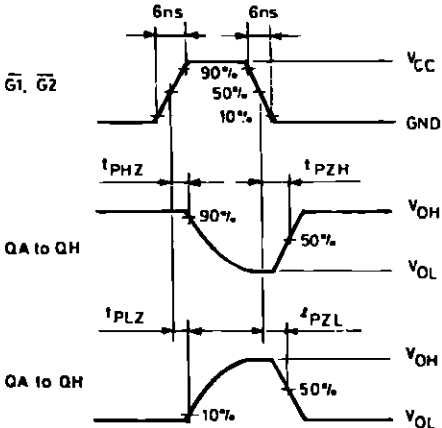 6ns 6ns
G1, G2
90% VCC
50%
10% GND
tPHZ tPZH
90% VOH
QA to QH 50%
VOL
tPLZ tPZL
VOH
QA to QH 50%
10% VOL